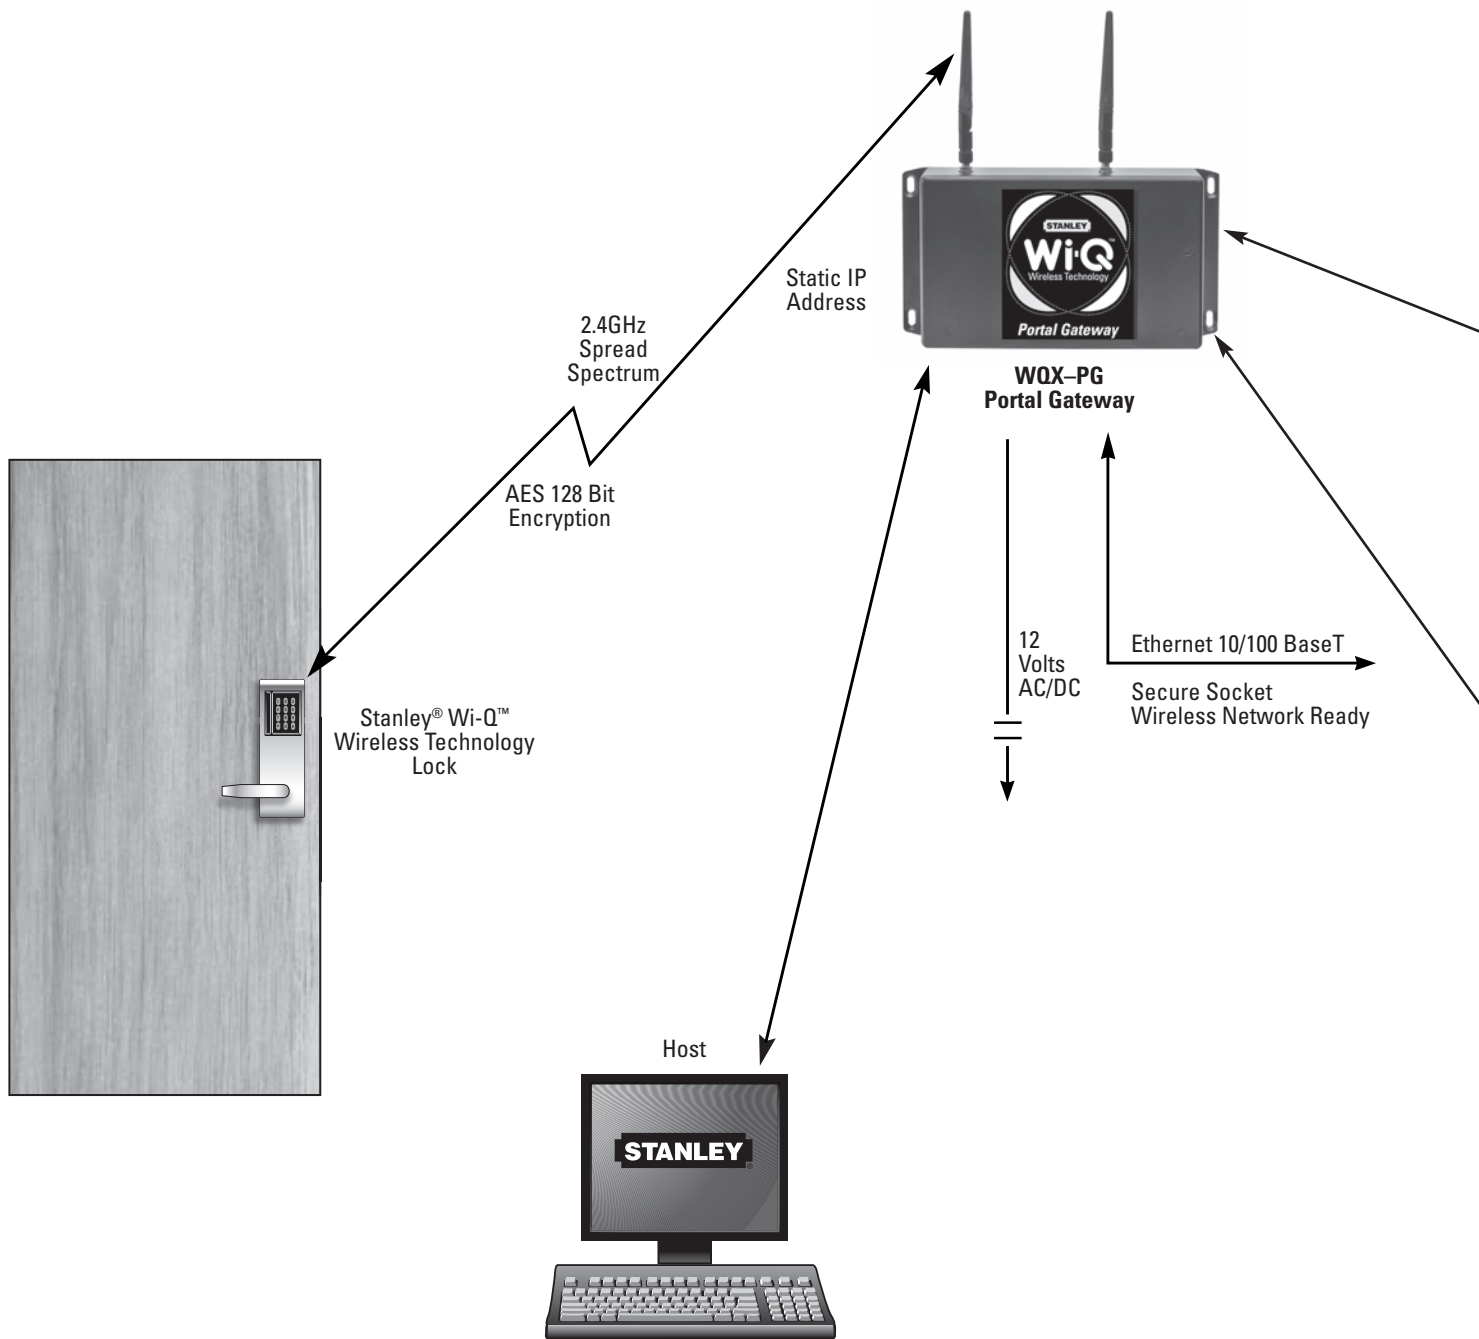 STANLEY
Wi-Q™
Wireless Technology
Portal Gateway
Static IP
Address
2.4GHz
Spread
Spectrum
WQX–PG
Portal Gateway
AES 128 Bit
Encryption
12
Volts
AC/DC
Ethernet 10/100 BaseT
Secure Socket
Wireless Network Ready
Stanley® Wi-Q™
Wireless Technology
Lock
Host
STANLEY®